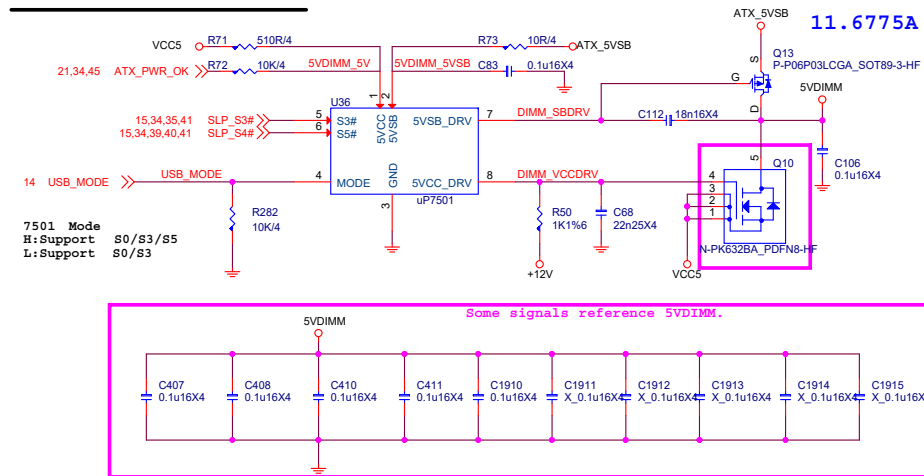 11.6775A
ATX_5VSB
VCC5
R71
510R/4
R73
10R/4
ATX_5VSB
Q13
P-P06P03LCGA_SOT89-3-HF
21,34,45
ATX_PWR_OK
R72
10K/4
5VDIMM_5V
5VDIMM_5VSB
C83
0.1u16X4
S
G
D
5VDIMM
U36
1
2
5VCC
5VSB
15,34,35,41
SLP_S3#
5
S3#
15,34,39,40,41
SLP_S4#
6
S5#
5VSB_DRV
7
DIMM_SBDRV
C112
18n16X4
C106
0.1u16X4
14
USB_MODE
USB_MODE
4
MODE
GND
3
5VCC_DRV
uP7501
8
DIMM_VCCDRV
5
Q10
4
3
2
1
N-PK632BA_PDFN8-HF
VCC5
R282
10K/4
R50
1K1%6
C68
22n25X4
+12V
7501 Mode
H:Support S0/S3/S5
L:Support S0/S3
Some signals reference 5VDIMM.
5VDIMM
C407
0.1u16X4
C408
0.1u16X4
C410
0.1u16X4
C411
0.1u16X4
C1910
0.1u16X4
C1911
X_0.1u16X4
C1912
X_0.1u16X4
C1913
X_0.1u16X4
C1914
X_0.1u16X4
C1915
X_0.1u16X